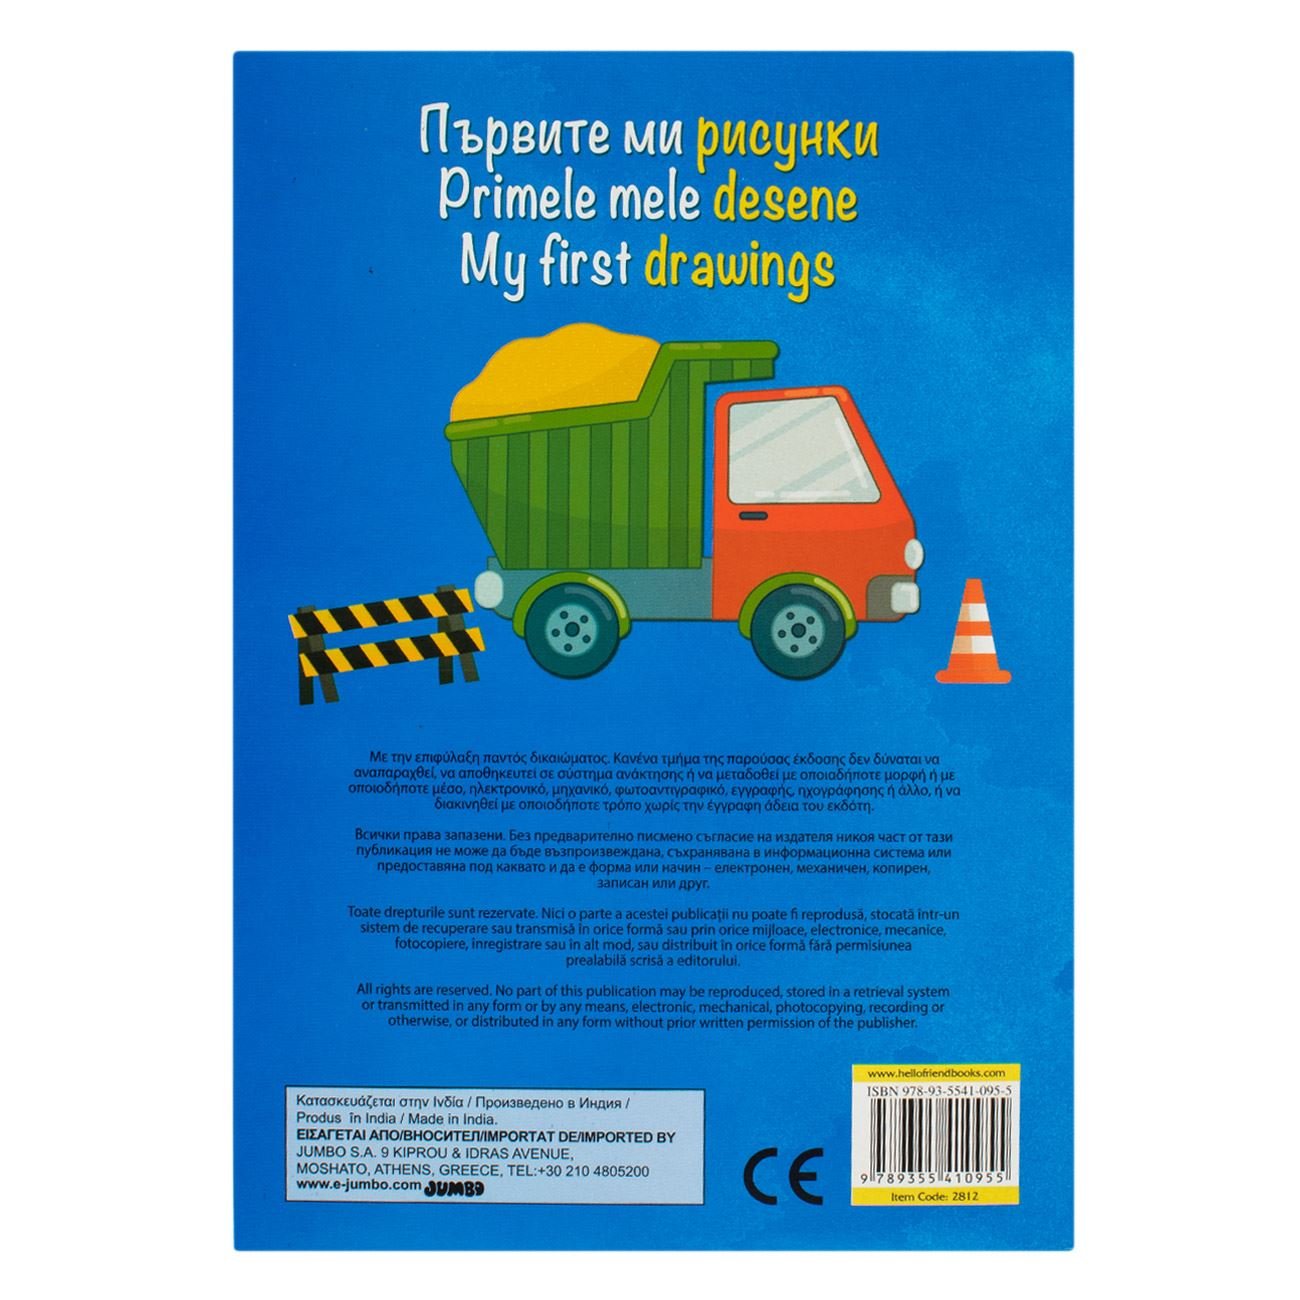 Първите ми рисунки
Primele mele desene
My first drawings
Με την επιφύλαξη παντός δικαιώματος. Κανένα τμήμα της παρούσας έκδοσης δεν δύναται να
αναπαραχθεί, να αποθηκευτεί σε σύστημα ανάκτησης ή να μεταδοθεί με οποιαδήποτε μορφή ή με
οποιοδήποτε μέσο, ηλεκτρονικό, μηχανικό, φωτοαντιγραφικό, εγγραφής, ηχογράφησης ή άλλο, ή να
διακινηθεί με οποιοδήποτε τρόπο χωρίς την έγγραφη άδεια του εκδότη.
Всички права запазени. Без предварително писмено съгласие на издателя никоя част от тази
публикация не може да бъде възпроизвеждана, съхранявана в информационна система или
предоставяна под каквато и да е форма или начин – електронен, механичен, копирен,
записан или друг.
Toate drepturile sunt rezervate. Nici o parte a acestei publicații nu poate fi reprodusă, stocată într-un
sistem de recuperare sau transmisă în orice formă sau prin orice mijloace, electronice, mecanice,
fotocopiere, înregistrare sau în alt mod, sau distribuit în orice formă fără permisiunea
prealabilă scrisă a editorului.
All rights are reserved. No part of this publication may be reproduced, stored in a retrieval system
or transmitted in any form or by any means, electronic, mechanical, photocopying, recording or
otherwise, or distributed in any form without prior written permission of the publisher.
Κατασκευάζεται στην Ινδία / Произведено в Индия /
Produs în India / Made in India.
ΕΙΣΑΓΕΤΑΙ ΑΠΟ/ВНОСИТЕЛ/IMPORTAT DE/IMPORTED BY
JUMBO S.A. 9 KIPROU & IDRAS AVENUE,
MOSHATO, ATHENS, GREECE, TEL:+30 210 4805200
www.e-jumbo.com JUMBO
CE
www.hellofriendbooks.com
ISBN 978-93-5541-095-5
9 789355 410955
Item Code: 2812